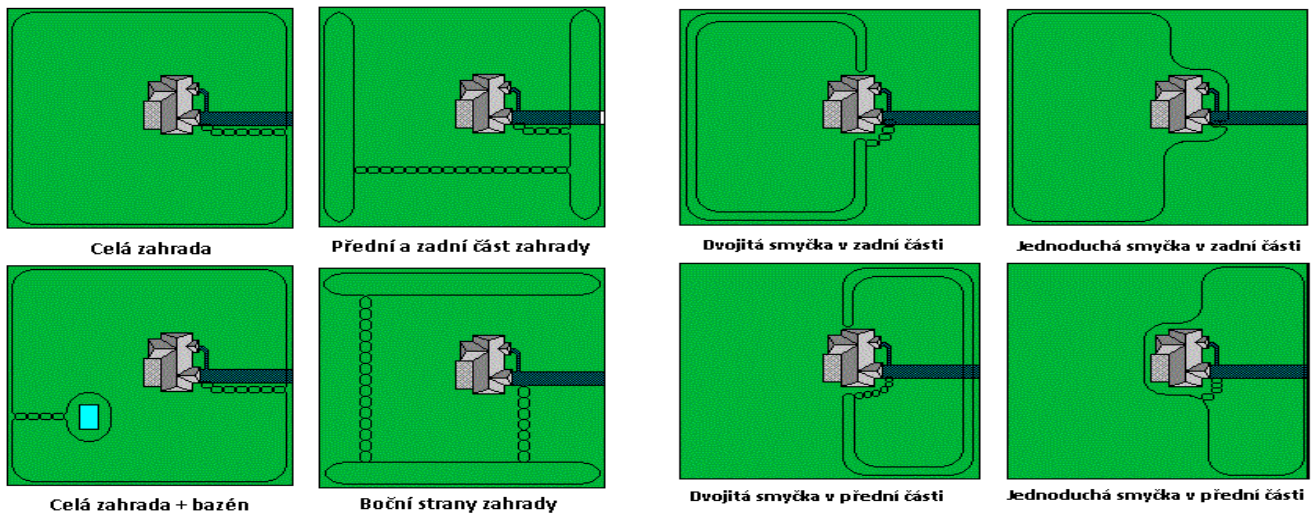 Celá zahrada
Přední a zadní část zahrady
Dvojitá smyčka v zadní části
Jednoduchá smyčka v zadní části
Celá zahrada + bazén
Boční strany zahrady
Dvojitá smyčka v přední části
Jednoduchá smyčka v přední části